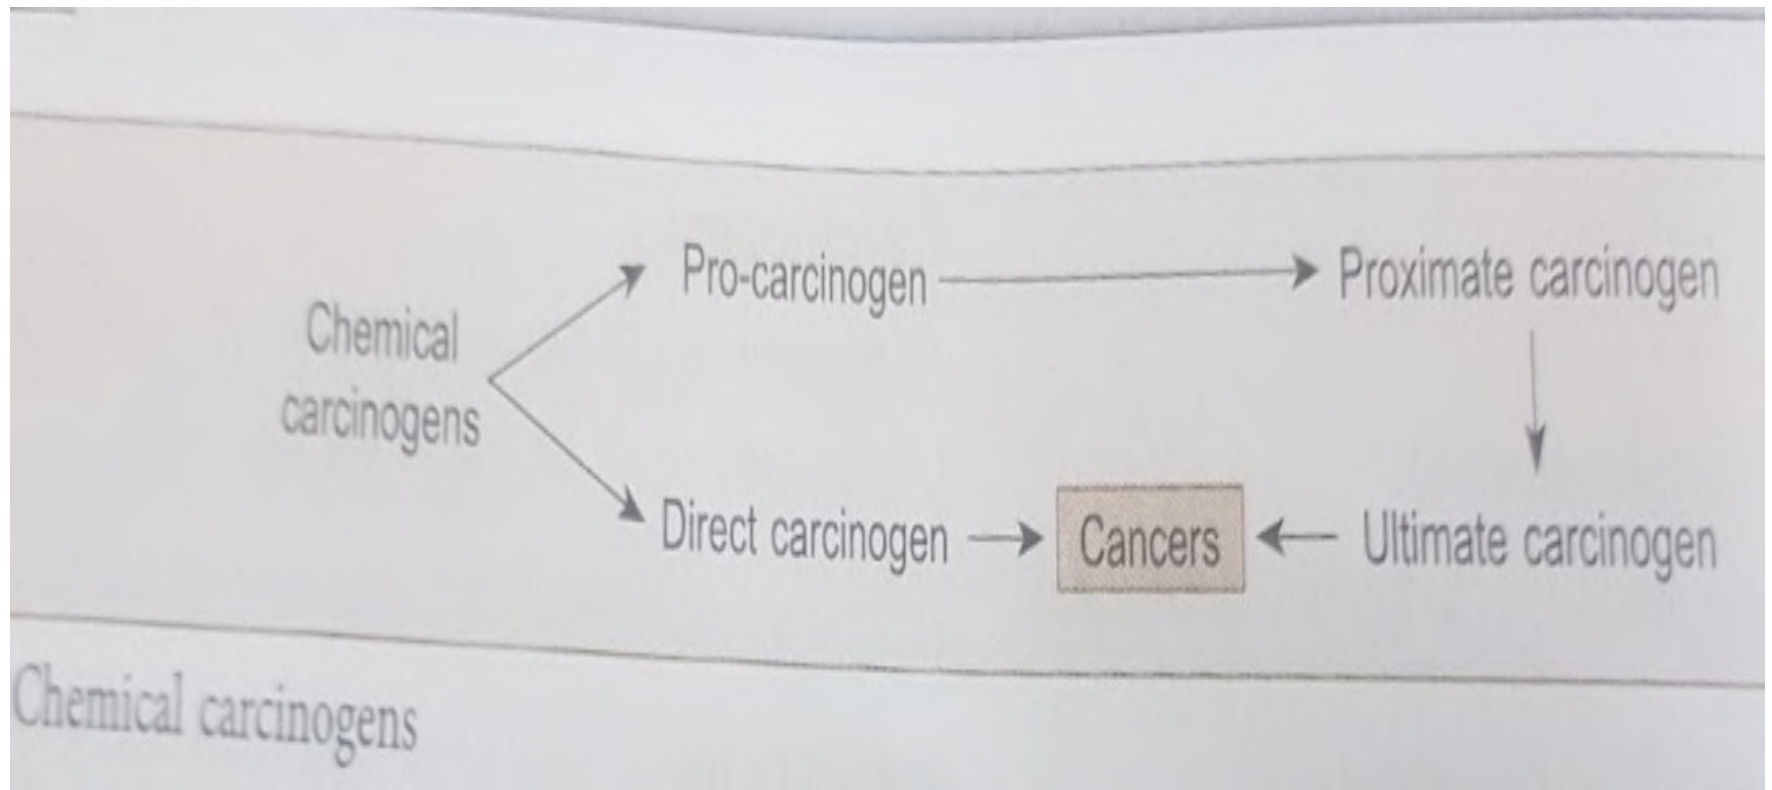 Chemical
carcinogens
Pro-carcinogen
Proximate carcinogen
Direct carcinogen
Cancers
Ultimate carcinogen
Chemical carcinogens